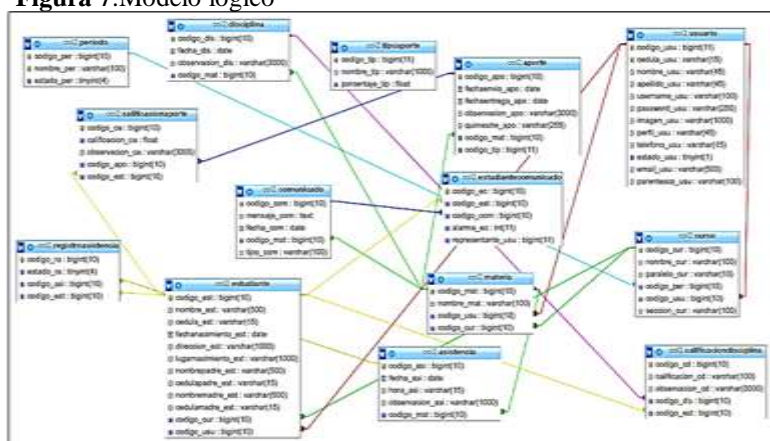 Figura 7.Modelo lógico
periodo
codigo_per : bigint(10)
nombre_per : varchar(100)
estado_per : tinyint(4)
disciplina
codigo_dis : bigint(10)
fecha_dis : date
observacion_dis : varchar(3000)
codigo_mat : bigint(10)
tipoaporte
codigo_tip : bigint(11)
nombre_tip : varchar(1000)
porcentaje_tip : float
aporte
codigo_apo : bigint(10)
fechaenvio_apo : date
fechaentrega_apo : date
observacion_apo : varchar(3000)
quimestre_apo : varchar(255)
codigo_mat : bigint(10)
codigo_tip : bigint(11)
usuario
codigo_usu : bigint(11)
cedula_usu : varchar(15)
nombre_usu : varchar(45)
apellido_usu : varchar(45)
username_usu : varchar(100)
password_usu : varchar(250)
imagen_usu : varchar(1000)
perfil_usu : varchar(45)
telefono_usu : varchar(15)
estado_usu : tinyint(1)
email_usu : varchar(500)
parentesco_usu : varchar(100)
calificacionaporte
codigo_ca : bigint(10)
calificacion_ca : float
observacion_ca : varchar(3000)
codigo_apo : bigint(10)
codigo_est : bigint(10)
comunicado
codigo_com : bigint(10)
mensaje_com : text
fecha_com : date
codigo_mat : bigint(10)
tipo_com : varchar(100)
estudiantecomunicado
codigo_ec : bigint(10)
codigo_est : bigint(10)
codigo_com : bigint(10)
alarma_ec : int(11)
representante_usu : bigint(11)
registroasistencia
codigo_ra : bigint(10)
estado_ra : tinyint(4)
codigo_asi : bigint(10)
codigo_est : bigint(10)
estudiante
codigo_est : bigint(10)
nombre_est : varchar(500)
cedula_est : varchar(15)
fechanacimiento_est : date
direccion_est : varchar(1000)
lugarnacimiento_est : varchar(1000)
nombrepadre_est : varchar(500)
cedulapadre_est : varchar(15)
nombremadre_est : varchar(500)
cedulamadre_est : varchar(15)
codigo_cur : bigint(10)
codigo_usu : bigint(10)
materia
codigo_mat : bigint(10)
nombre_mat : varchar(100)
codigo_usu : bigint(10)
codigo_cur : bigint(10)
curso
codigo_cur : bigint(10)
nombre_cur : varchar(100)
paralelo_cur : varchar(10)
codigo_per : bigint(10)
codigo_usu : bigint(10)
seccion_cur : varchar(100)
asistencia
codigo_asi : bigint(10)
fecha_asi : date
hora_asi : varchar(15)
observacion_asi : varchar(1000)
codigo_mat : bigint(10)
calificaciondisciplina
codigo_cd : bigint(10)
calificacion_cd : varchar(100)
observacion_cd : varchar(3000)
codigo_dis : bigint(10)
codigo_est : bigint(10)